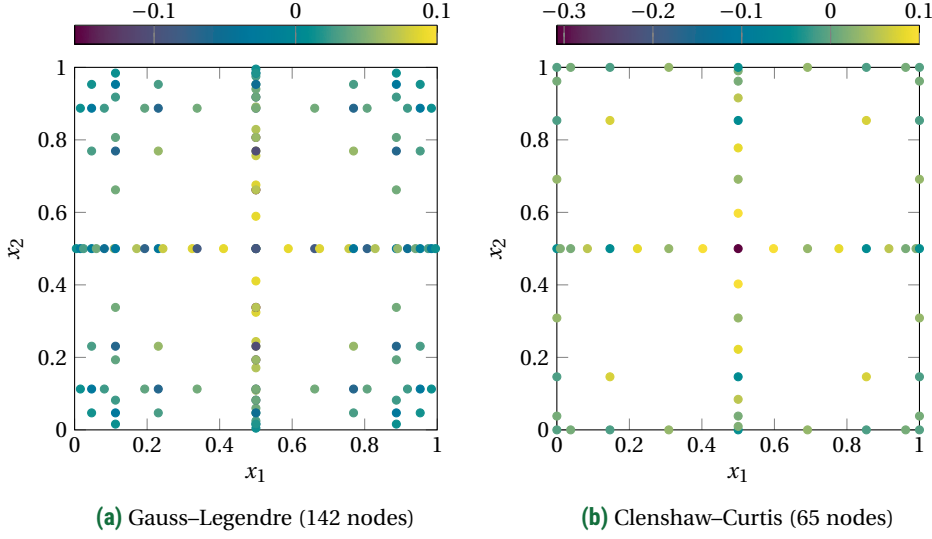 −0.1 0 0.1
−0.3 −0.2 −0.1 0 0.1
1
0.8
0.6
0.4
0.2
0
x2
0 0.2 0.4 0.6 0.8 1
x1
1
0.8
0.6
0.4
0.2
0
x2
0 0.2 0.4 0.6 0.8 1
x1
(a) Gauss–Legendre (142 nodes)
(b) Clenshaw–Curtis (65 nodes)